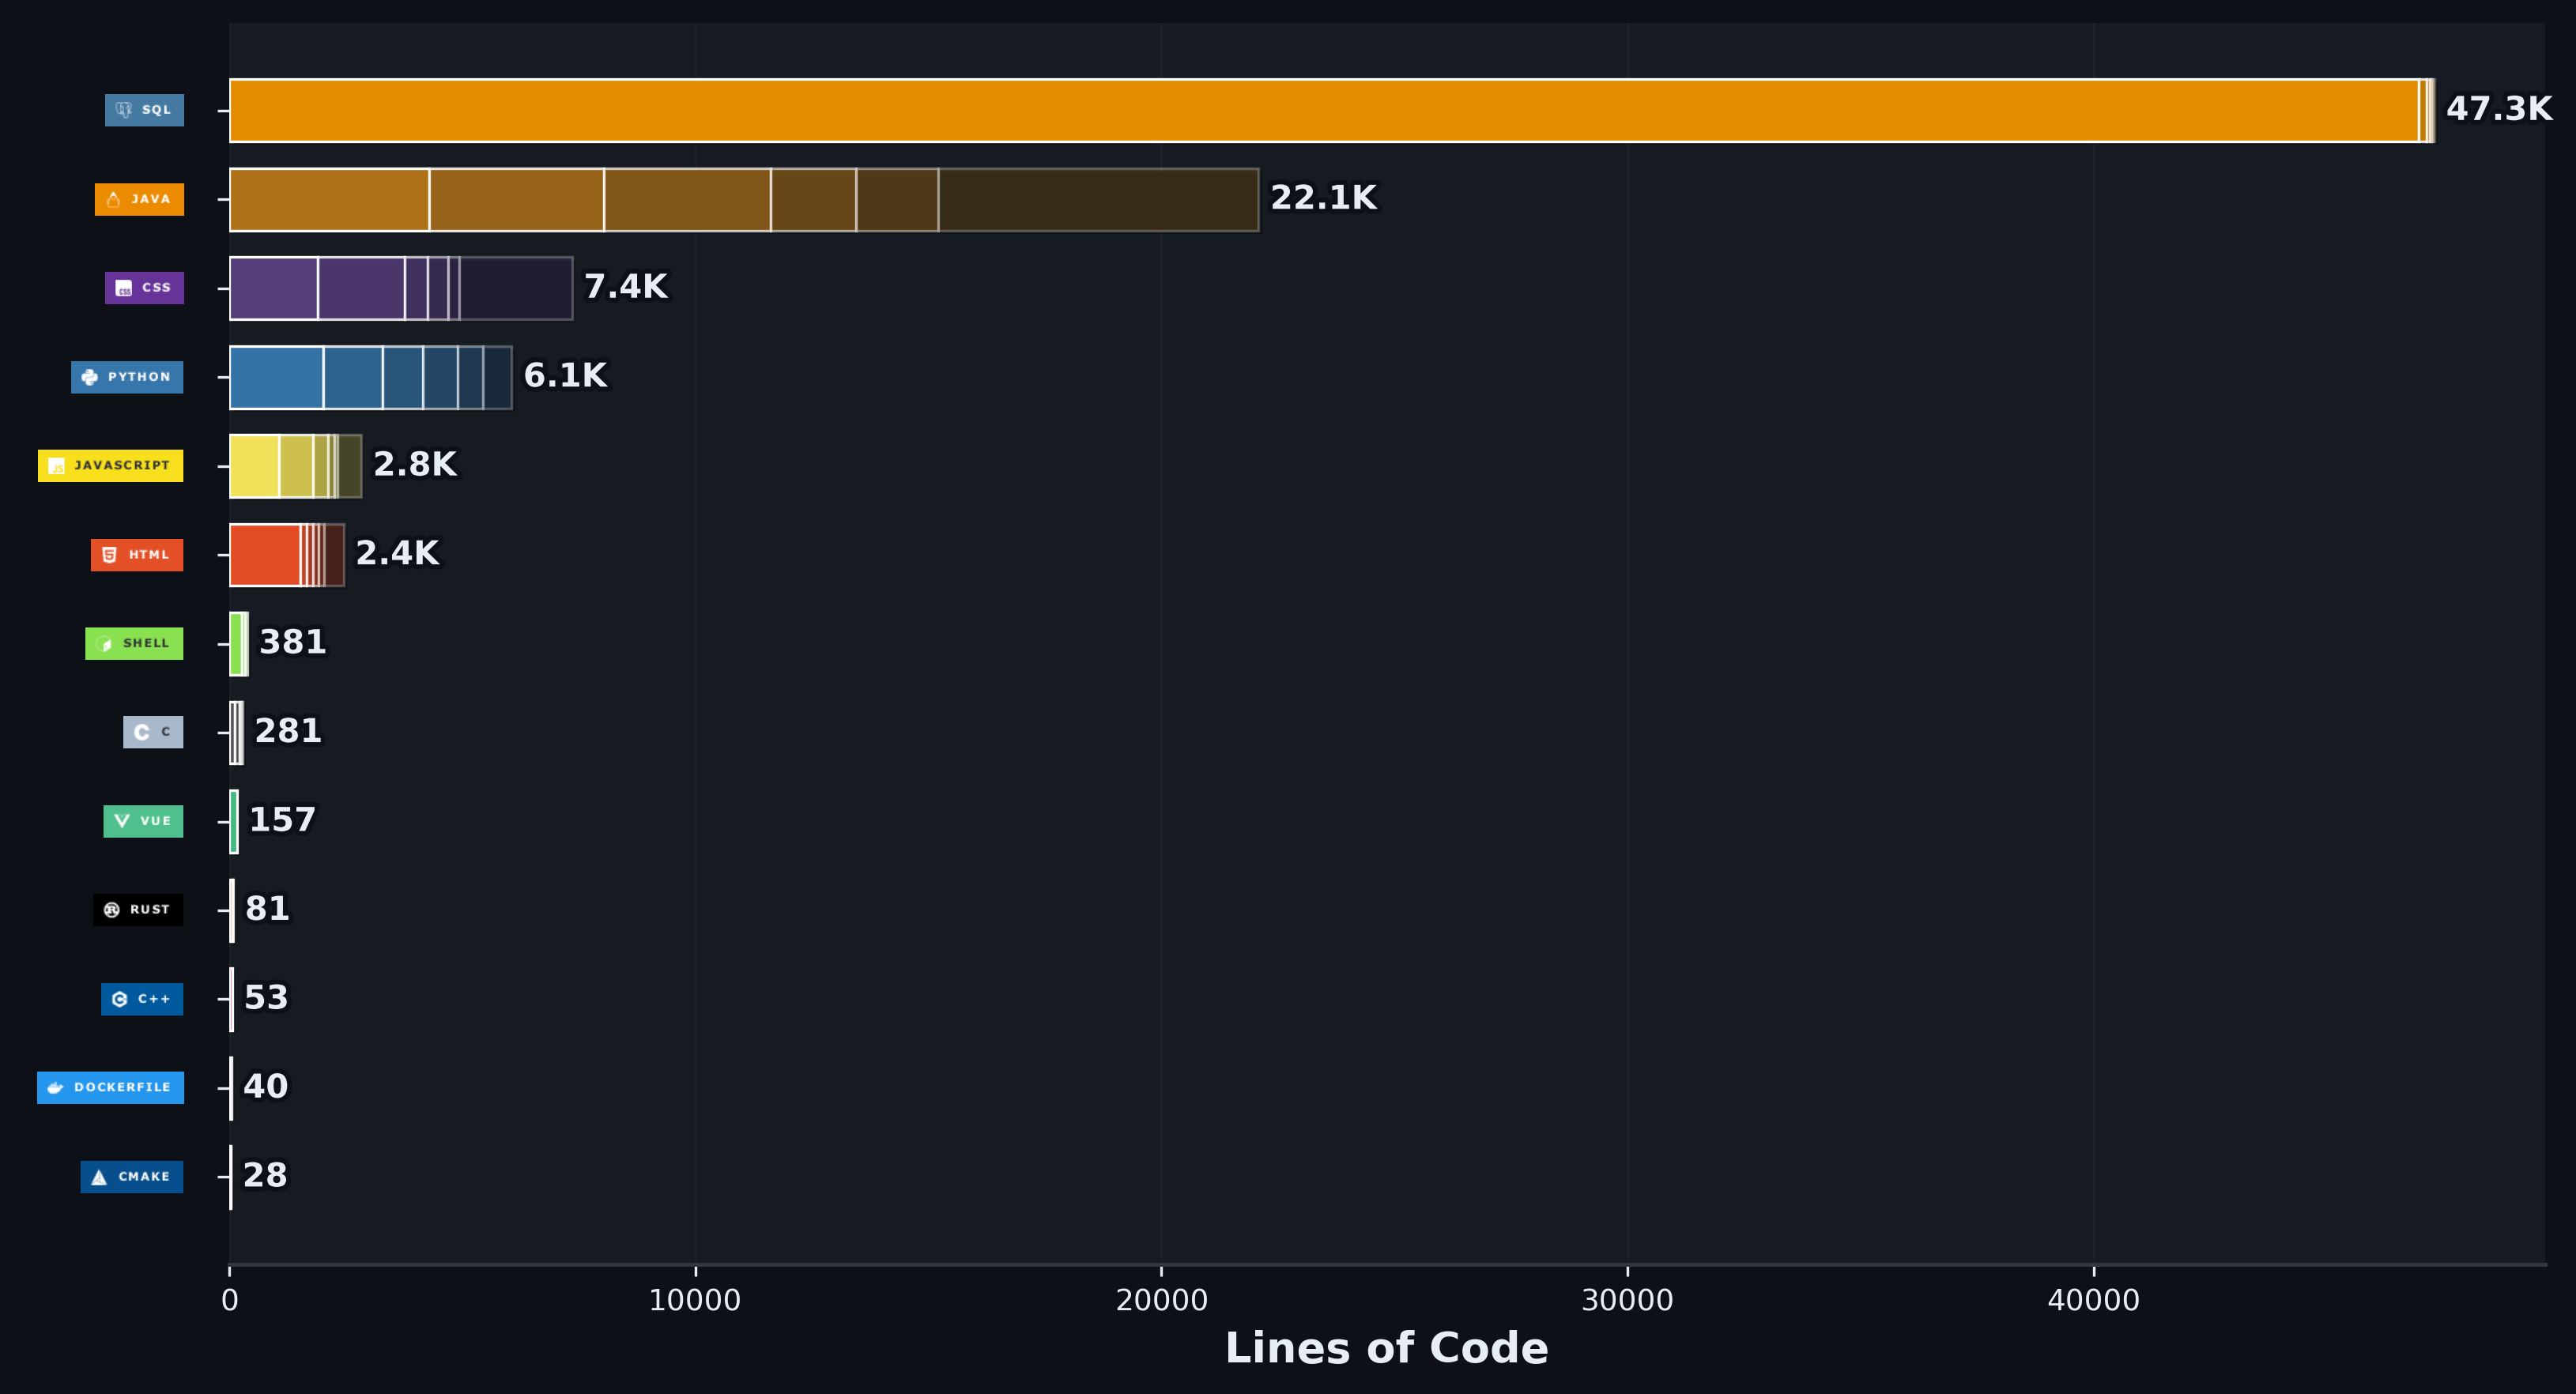 SQL 47.3K
JAVA 22.1K
CSS 7.4K
PYTHON 6.1K
JAVASCRIPT 2.8K
HTML 2.4K
SHELL 381
C 281
VUE 157
RUST 81
C++ 53
DOCKERFILE 40
CMAKE 28
0 10000 20000 30000 40000
Lines of Code